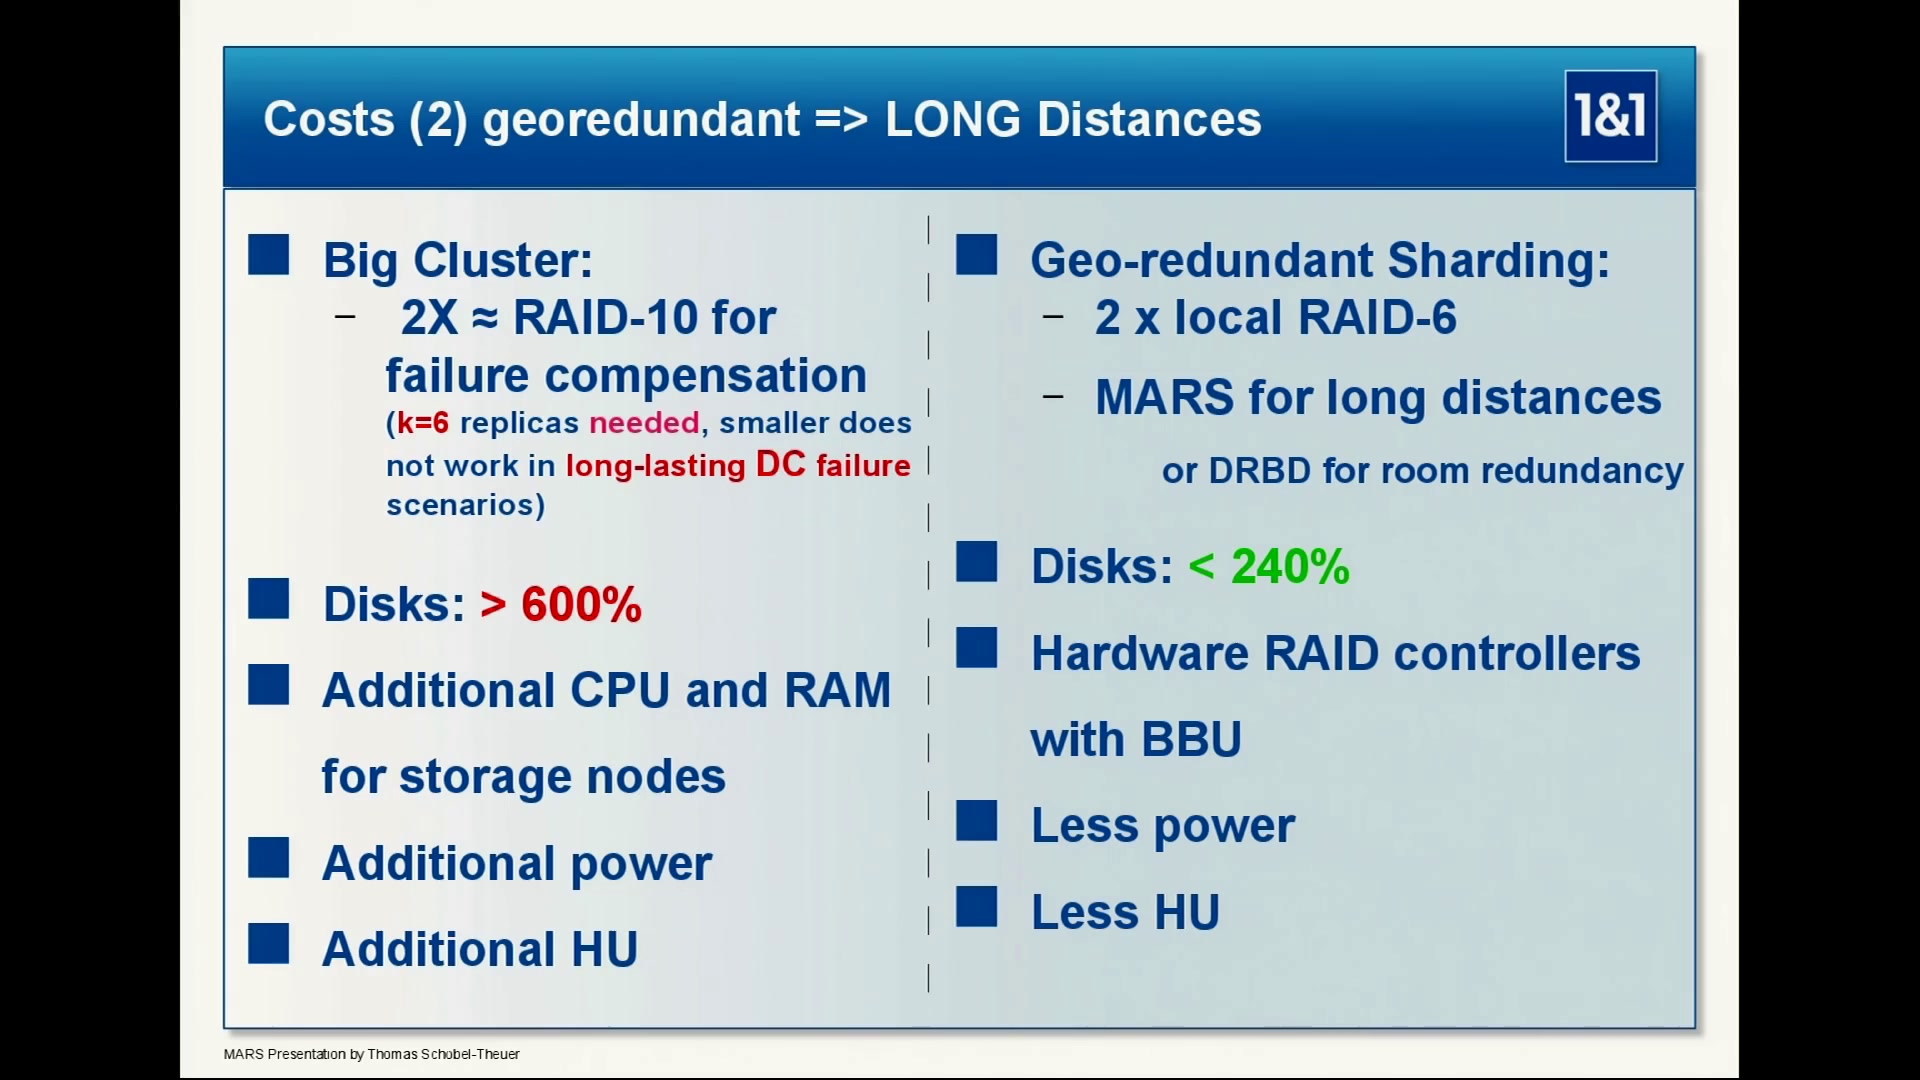 Costs (2) georedundant => LONG Distances
1&1
Big Cluster:
– 2X ≈ RAID-10 for
failure compensation
(k=6 replicas needed, smaller does
not work in long-lasting DC failure
scenarios)
Disks: > 600%
Additional CPU and RAM
for storage nodes
Additional power
Additional HU
Geo-redundant Sharding:
– 2 x local RAID-6
– MARS for long distances
or DRBD for room redundancy
Disks: < 240%
Hardware RAID controllers
with BBU
Less power
Less HU
MARS Presentation by Thomas Schöbel-Theuer